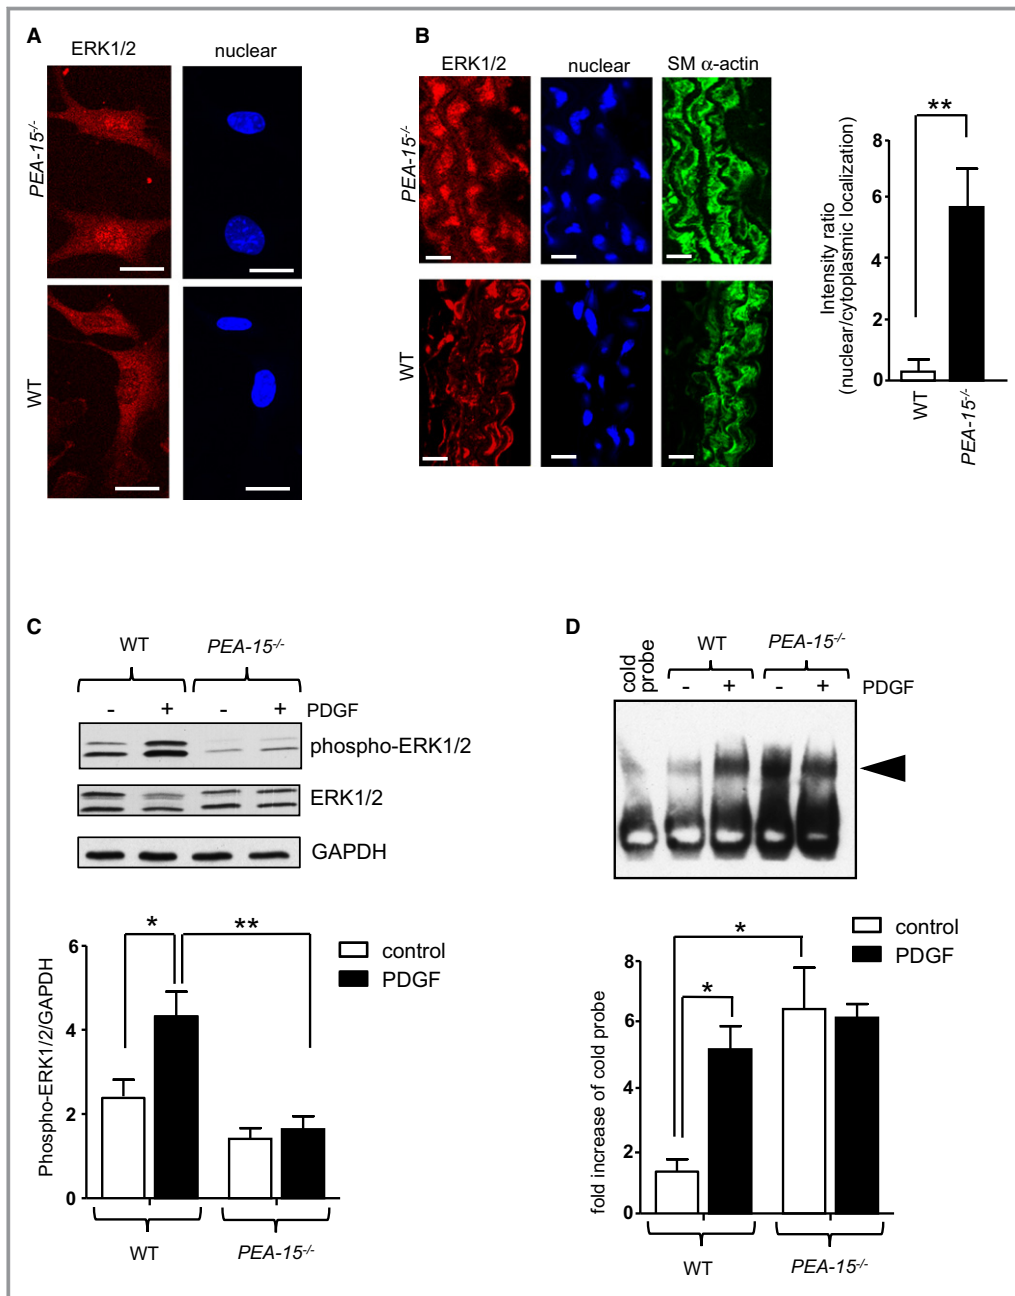 A
ERK1/2 nuclear
PEA-15-/-
WT
B
ERK1/2 nuclear SM α-actin
PEA-15-/-
WT
**
8
6
4
2
0
Intensity ratio
(nuclear/cytoplasmic localization)
WT
PEA-15-/-
C
WT PEA-15-/-
- + - + PDGF
phospho-ERK1/2
ERK1/2
GAPDH
* **
control
PDGF
6
4
2
0
Phospho-ERK1/2/GAPDH
WT PEA-15-/-
D
cold
probe
WT PEA-15-/-
- + - + PDGF
control
PDGF
*
*
8
6
4
2
0
fold increase of cold probe
WT PEA-15-/-